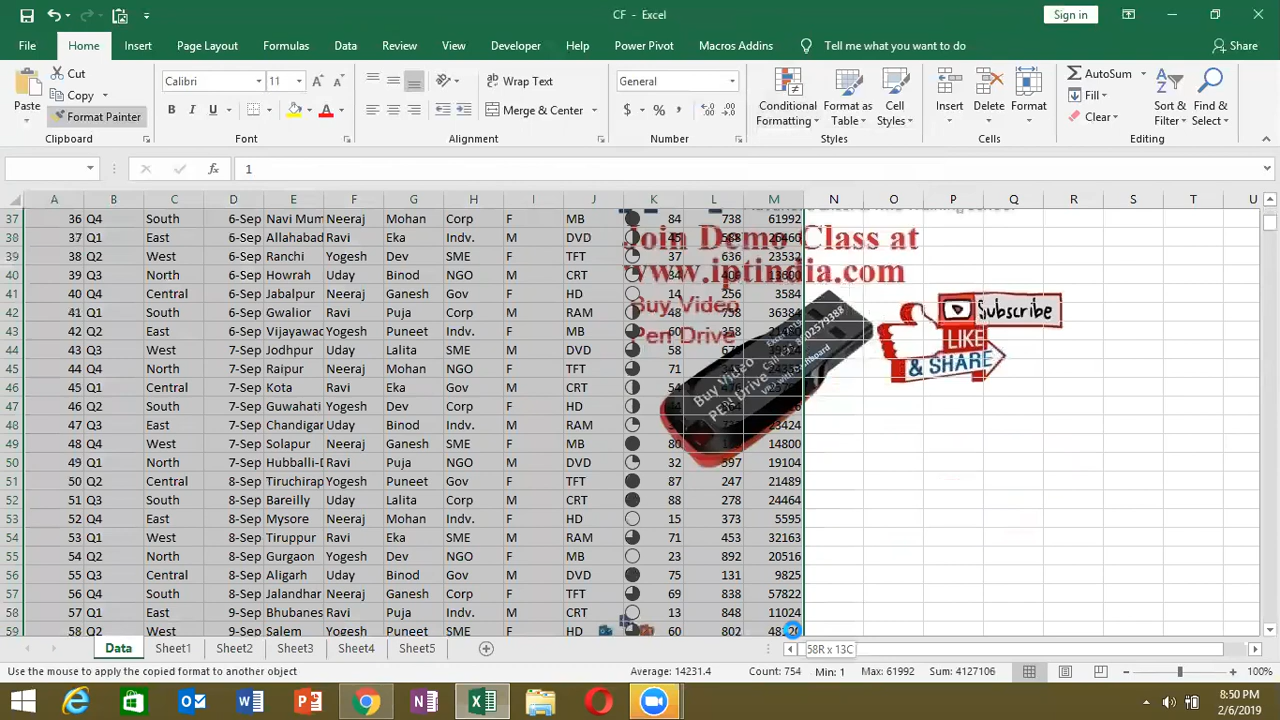 CF - Excel
Sign in
File Home Insert Page Layout Formulas Data Review View Developer Help Power Pivot Macros Addins Tell me what you want to do Share
Paste Cut Copy Format Painter
Calibri 11
B I U
Wrap Text
Merge & Center
General
Conditional Formatting
Format as Table
Cell Styles
Insert Delete Format
AutoSum Fill Clear
Sort & Filter
Find & Select
Clipboard Font Alignment Number Styles Cells Editing
1
A B C D E F G H I J K L M N O P Q R S T U
37 36 Q4 South 6-Sep Navi Mum Neeraj Mohan Corp F MB 84 738 61992
38 37 Q1 East 6-Sep Allahabad Ravi Eka Indv. M DVD 45 588 26460
39 38 Q2 West 6-Sep Ranchi Yogesh Dev SME F TFT 37 636 23532
40 39 Q3 North 6-Sep Howrah Uday Binod NGO M CRT 34 400 13600
41 40 Q4 Central 6-Sep Jabalpur Neeraj Ganesh Gov F HD 14 256 3584
42 41 Q1 South 6-Sep Gwalior Ravi Puja Corp M RAM 48 758 36384
43 42 Q2 East 6-Sep Vijayawac Yogesh Puneet Indv. F MB 60 358
44 43 Q3 West 7-Sep Jodhpur Uday Lalita SME M DVD 58
45 44 Q4 North 7-Sep Raipur Neeraj Mohan NGO F TFT 71
46 45 Q1 Central 7-Sep Kota Ravi Eka Gov M CRT 54
47 46 Q2 South 7-Sep Guwahati Yogesh Dev Corp F HD
48 47 Q3 East 7-Sep Chandigar Uday Binod Indv. M RAM 23424
49 48 Q4 West 7-Sep Solapur Neeraj Ganesh SME F MB 80 14800
50 49 Q1 North 7-Sep Hubballi-D Ravi Puja NGO M DVD 32 597 19104
51 50 Q2 Central 7-Sep Tiruchirap Yogesh Puneet Gov F TFT 87 247 21489
52 51 Q3 South 8-Sep Bareilly Uday Lalita Corp M CRT 88 278 24464
53 52 Q4 East 8-Sep Mysore Neeraj Mohan Indv. F HD 15 373 5595
54 53 Q1 West 8-Sep Tiruppur Ravi Eka SME M RAM 71 453 32163
55 54 Q2 North 8-Sep Gurgaon Yogesh Dev NGO F MB 23 892 20516
56 55 Q3 Central 8-Sep Aligarh Uday Binod Gov M DVD 75 131 9825
57 56 Q4 South 8-Sep Jalandhar Neeraj Ganesh Corp F TFT 69 838 57822
58 57 Q1 East 9-Sep Bhubanes Ravi Puja Indv. M CRT 13 848 11024
59 58 Q2 West 9-Sep Salem Yogesh Puneet SME F HD 60 802
Join Demo Class at
www.iptindia.com
Buy Video
Pen Drive
Buy Video
PEN Drive
Subscribe
LIKE
& SHARE
Data Sheet1 Sheet2 Sheet3 Sheet4 Sheet5
58R x 13C
Use the mouse to apply the copied format to another object
Average: 14231.4 Count: 754 Min: 1 Max: 61992 Sum: 4127106 100%
8:50 PM
2/6/2019